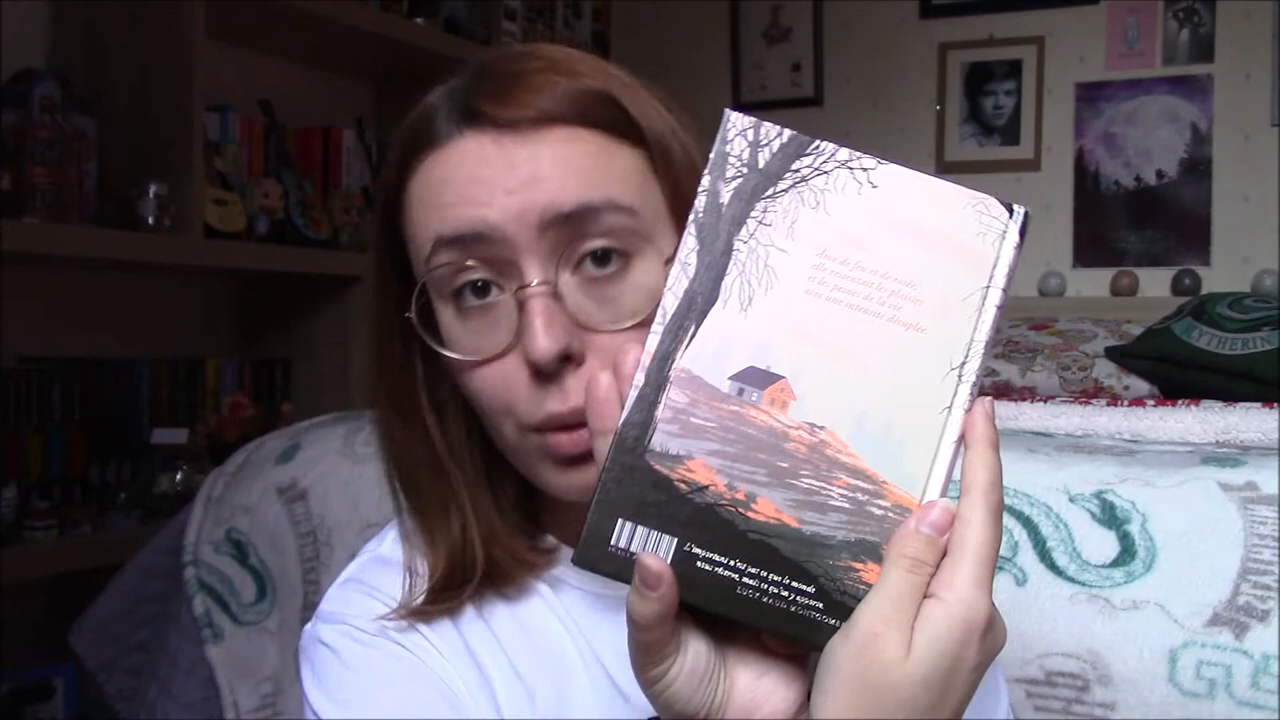 Âme de feu et de rosée,
elle ressentait les plaisirs
et les peines de la vie
avec une intensité décuplée.
L'important n'est pas ce que le monde
nous réserve, mais ce qu'on y apporte.
LUCY MAUD MONTGOME
LYTHERIN